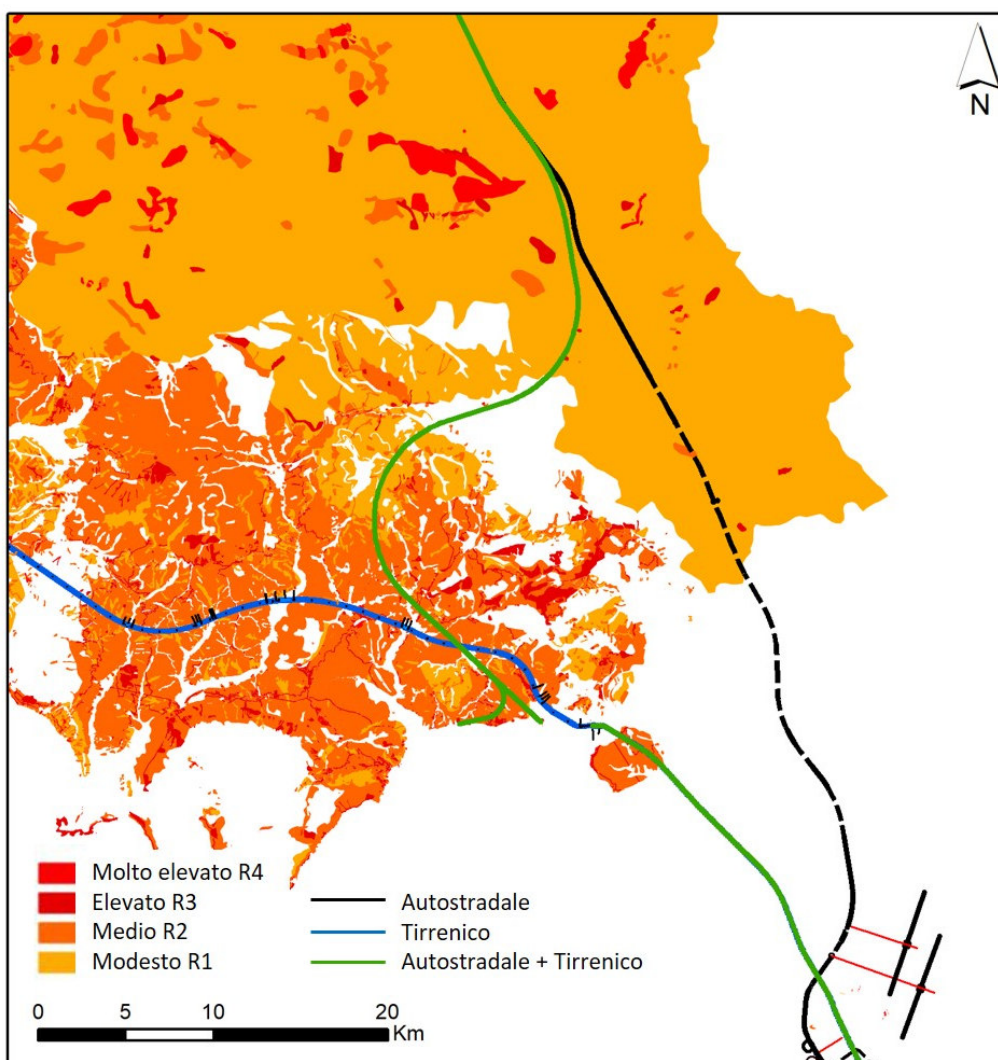 N
Molto elevato R4
Elevato R3
Medio R2
Modesto R1
Autostradale
Tirrenico
Autostradale + Tirrenico
0 5 10 20
Km